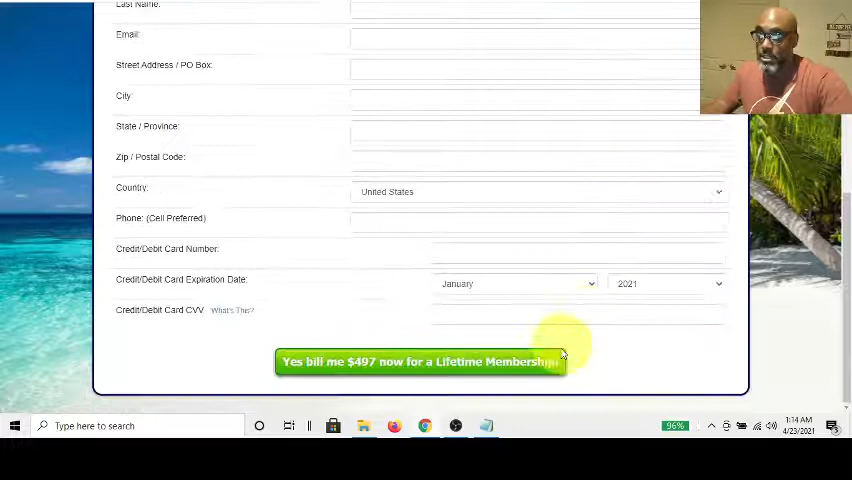 Last Name:
Email:
Street Address / PO Box:
City:
State / Province:
Zip / Postal Code:
Country: United States
Phone: (Cell Preferred)
Credit/Debit Card Number:
Credit/Debit Card Expiration Date: January 2021
Credit/Debit Card CVV What's This?
Yes bill me $497 now for a Lifetime Membership!
Type here to search
96%
1:14 AM
4/23/2021